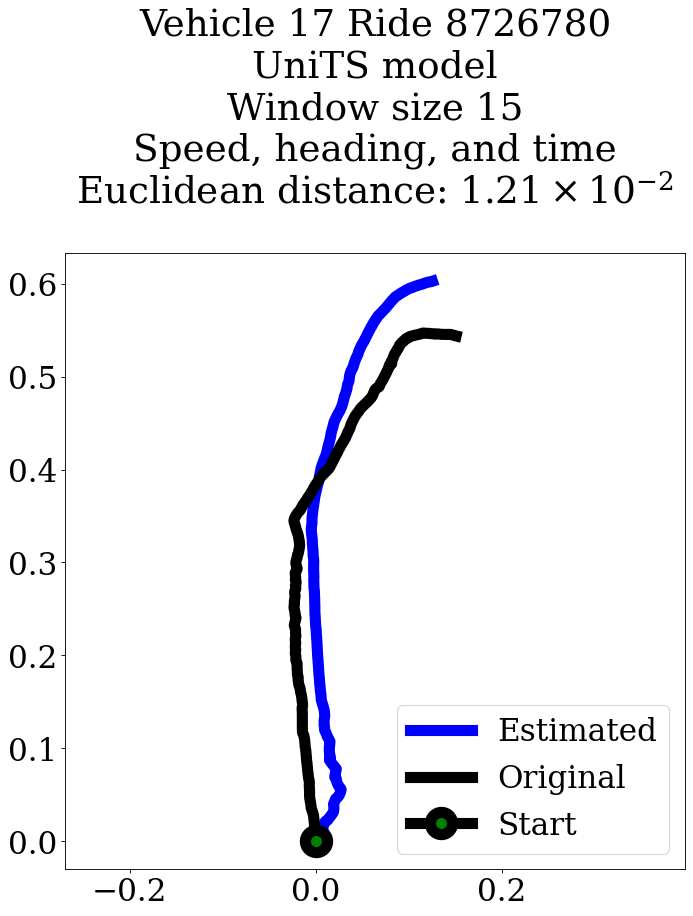 Vehicle 17 Ride 8726780
UniTS model
Window size 15
Speed, heading, and time
Euclidean distance: 1.21 × 10⁻²
0.6
0.5
0.4
0.3
0.2
0.1
0.0
−0.2
0.0
0.2
Estimated
Original
Start